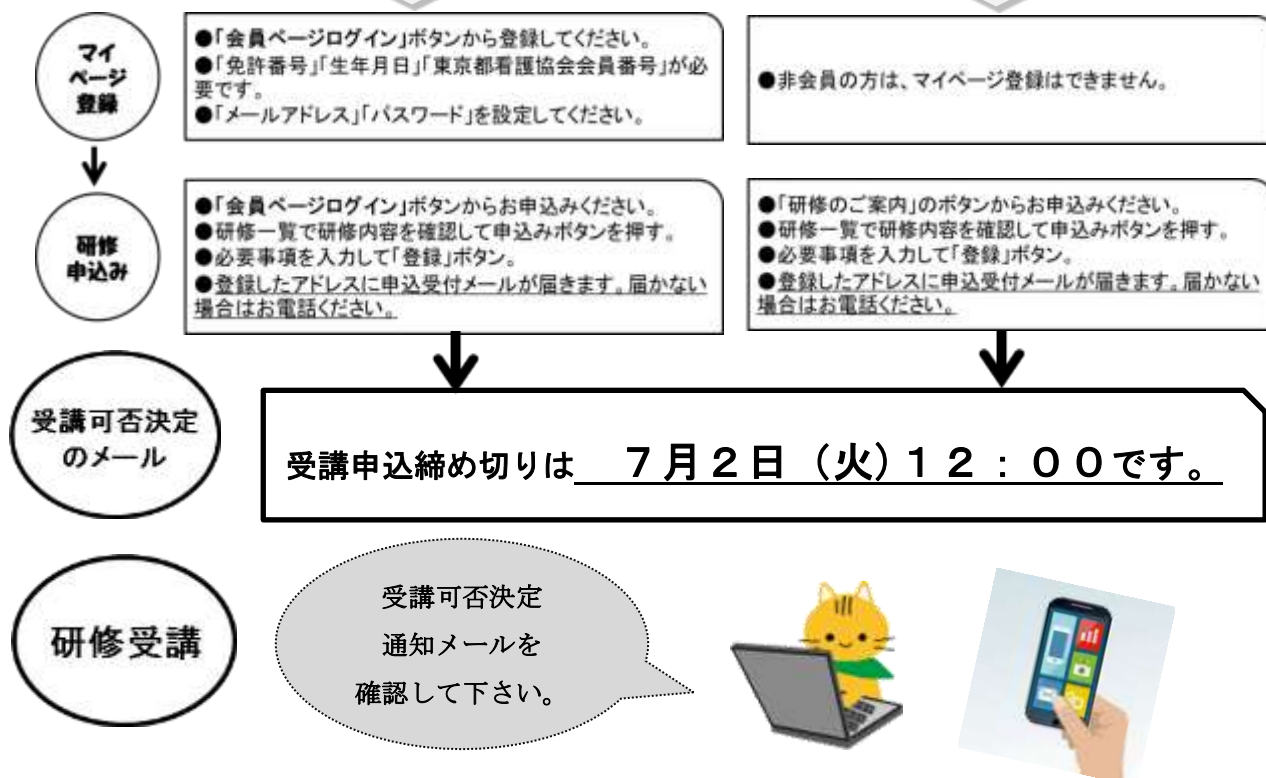 マイ
ページ
登録
●「会員ページログイン」ボタンから登録してください。
●「免許番号」「生年月日」「東京都看護協会会員番号」が必
要です。
●「メールアドレス」「パスワード」を設定してください。
●非会員の方は、マイページ登録はできません。
研修
申込み
●「会員ページログイン」ボタンからお申込みください。
●研修一覧で研修内容を確認して申込みボタンを押す。
●必要事項を入力して「登録」ボタン。
●登録したアドレスに申込受付メールが届きます。届かない
場合はお電話ください。
●「研修のご案内」のボタンからお申込みください。
●研修一覧で研修内容を確認して申込みボタンを押す。
●必要事項を入力して「登録」ボタン。
●登録したアドレスに申込受付メールが届きます。届かない
場合はお電話ください。
受講可否決定
のメール
受講申込締め切りは　７月２日（火）１２：００です。
研修受講
受講可否決定
通知メールを
確認して下さい。